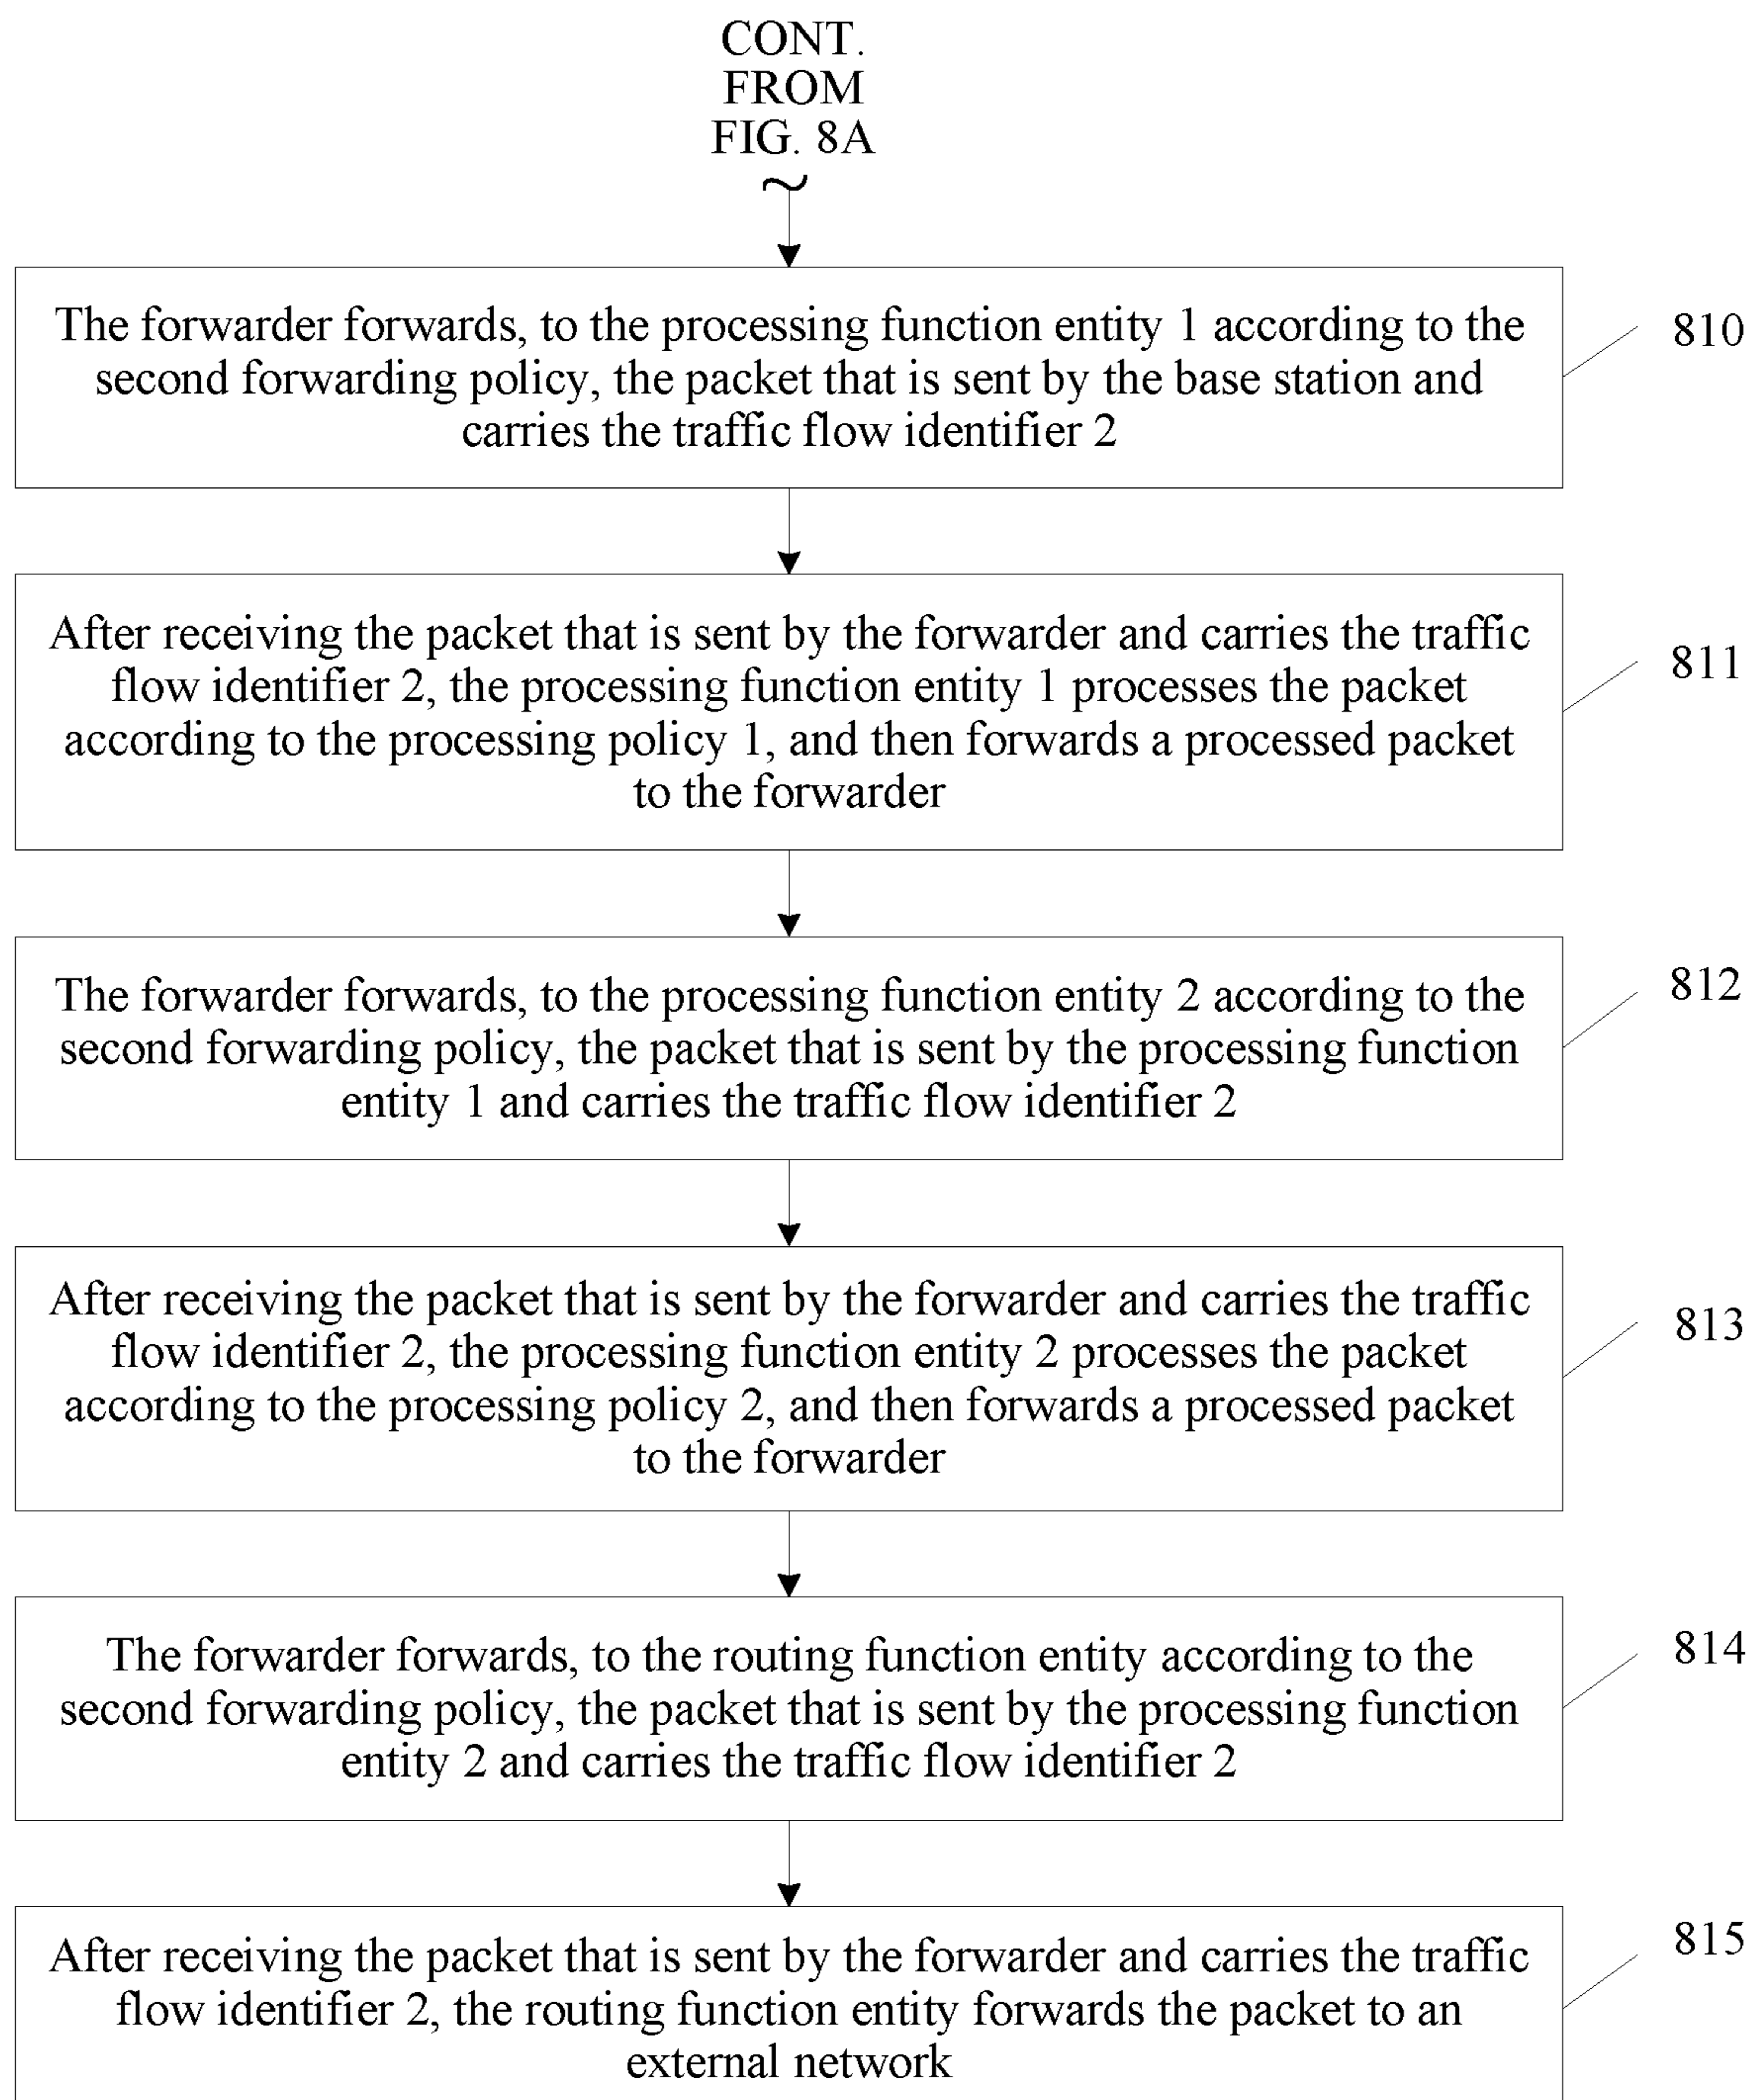 CONT.
FROM
FIG. 8A
The forwarder forwards, to the processing function entity 1 according to the
second forwarding policy, the packet that is sent by the base station and
carries the traffic flow identifier 2
810
After receiving the packet that is sent by the forwarder and carries the traffic
flow identifier 2, the processing function entity 1 processes the packet
according to the processing policy 1, and then forwards a processed packet
to the forwarder
811
The forwarder forwards, to the processing function entity 2 according to the
second forwarding policy, the packet that is sent by the processing function
entity 1 and carries the traffic flow identifier 2
812
After receiving the packet that is sent by the forwarder and carries the traffic
flow identifier 2, the processing function entity 2 processes the packet
according to the processing policy 2, and then forwards a processed packet
to the forwarder
813
The forwarder forwards, to the routing function entity according to the
second forwarding policy, the packet that is sent by the processing function
entity 2 and carries the traffic flow identifier 2
814
After receiving the packet that is sent by the forwarder and carries the traffic
flow identifier 2, the routing function entity forwards the packet to an
external network
815